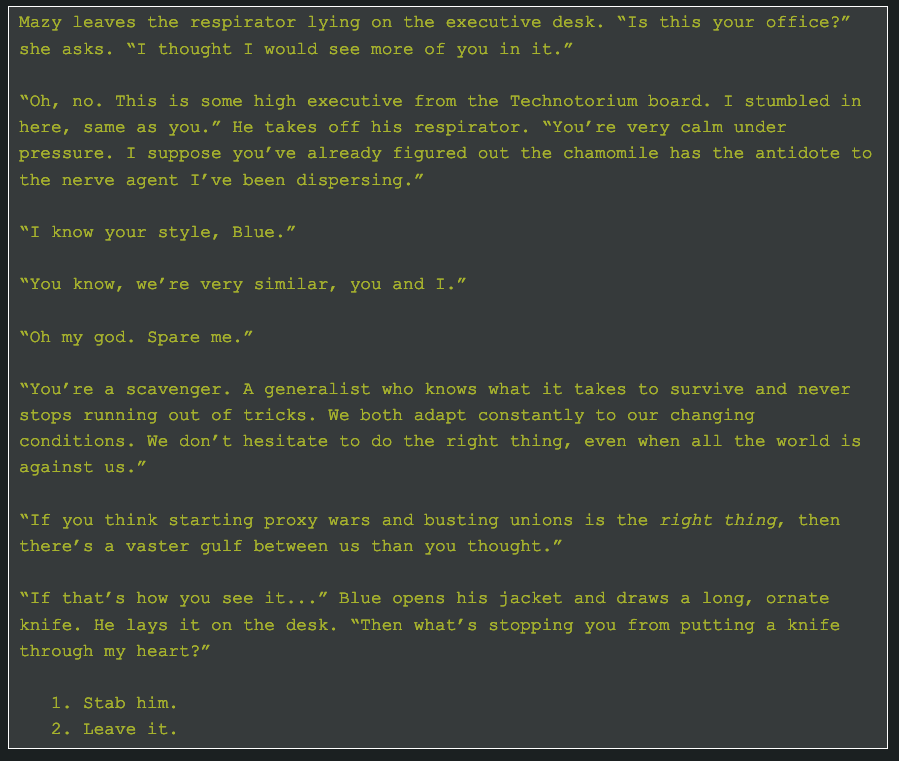 Mazy leaves the respirator lying on the executive desk. “Is this your office?”
she asks. “I thought I would see more of you in it.”
“Oh, no. This is some high executive from the Technotorium board. I stumbled in
here, same as you.” He takes off his respirator. “You’re very calm under
pressure. I suppose you’ve already figured out the chamomile has the antidote to
the nerve agent I’ve been dispersing.”
“I know your style, Blue.”
“You know, we’re very similar, you and I.”
“Oh my god. Spare me.”
“You’re a scavenger. A generalist who knows what it takes to survive and never
stops running out of tricks. We both adapt constantly to our changing
conditions. We don’t hesitate to do the right thing, even when all the world is
against us.”
“If you think starting proxy wars and busting unions is the right thing, then
there’s a vaster gulf between us than you thought.”
“If that’s how you see it...” Blue opens his jacket and draws a long, ornate
knife. He lays it on the desk. “Then what’s stopping you from putting a knife
through my heart?”
1. Stab him.
2. Leave it.